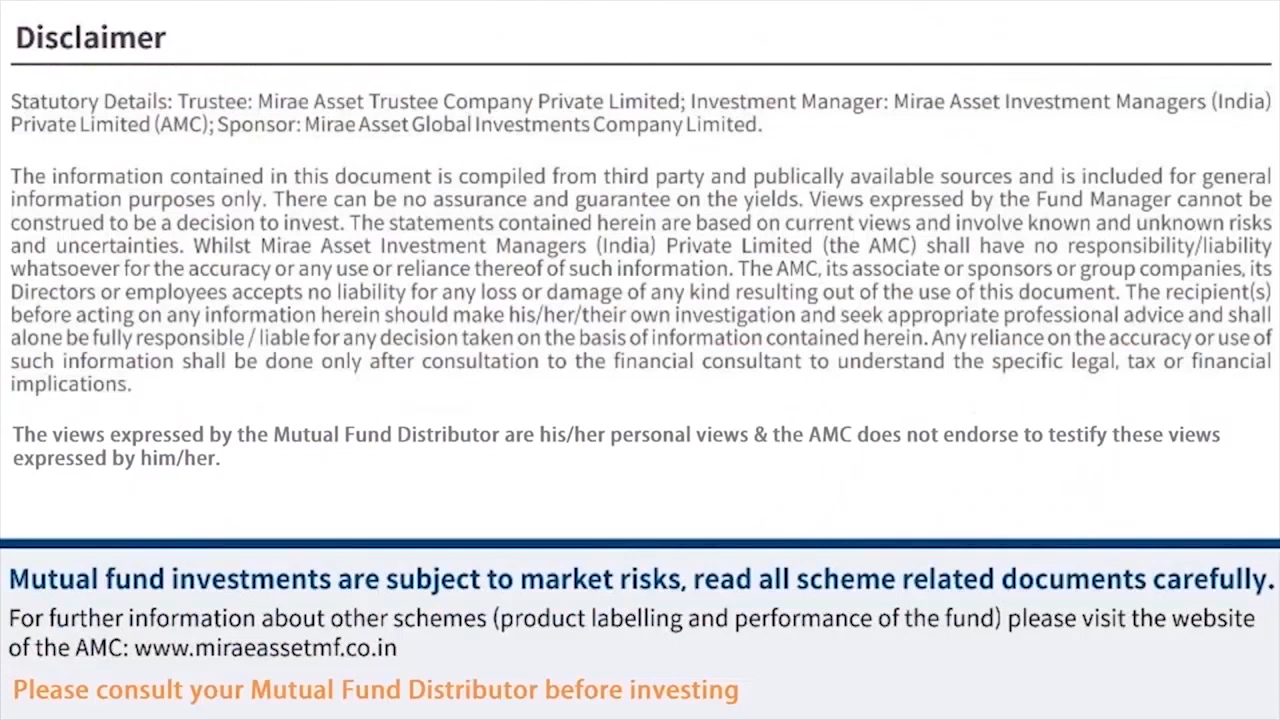 Disclaimer
Statutory Details: Trustee: Mirae Asset Trustee Company Private Limited; Investment Manager: Mirae Asset Investment Managers (India)
Private Limited (AMC); Sponsor: Mirae Asset Global Investments Company Limited.
The information contained in this document is compiled from third party and publically available sources and is included for general
information purposes only. There can be no assurance and guarantee on the yields. Views expressed by the Fund Manager cannot be
construed to be a decision to invest. The statements contained herein are based on current views and involve known and unknown risks
and uncertainties. Whilst Mirae Asset Investment Managers (India) Private Limited (the AMC) shall have no responsibility/liability
whatsoever for the accuracy or any use or reliance thereof of such information. The AMC, its associate or sponsors or group companies, its
Directors or employees accepts no liability for any loss or damage of any kind resulting out of the use of this document. The recipient(s)
before acting on any information herein should make his/her/their own investigation and seek appropriate professional advice and shall
alone be fully responsible / liable for any decision taken on the basis of information contained herein. Any reliance on the accuracy or use of
such information shall be done only after consultation to the financial consultant to understand the specific legal, tax or financial
implications.
The views expressed by the Mutual Fund Distributor are his/her personal views & the AMC does not endorse to testify these views
expressed by him/her.
Mutual fund investments are subject to market risks, read all scheme related documents carefully.
For further information about other schemes (product labelling and performance of the fund) please visit the website
of the AMC: www.miraeassetmf.co.in
Please consult your Mutual Fund Distributor before investing